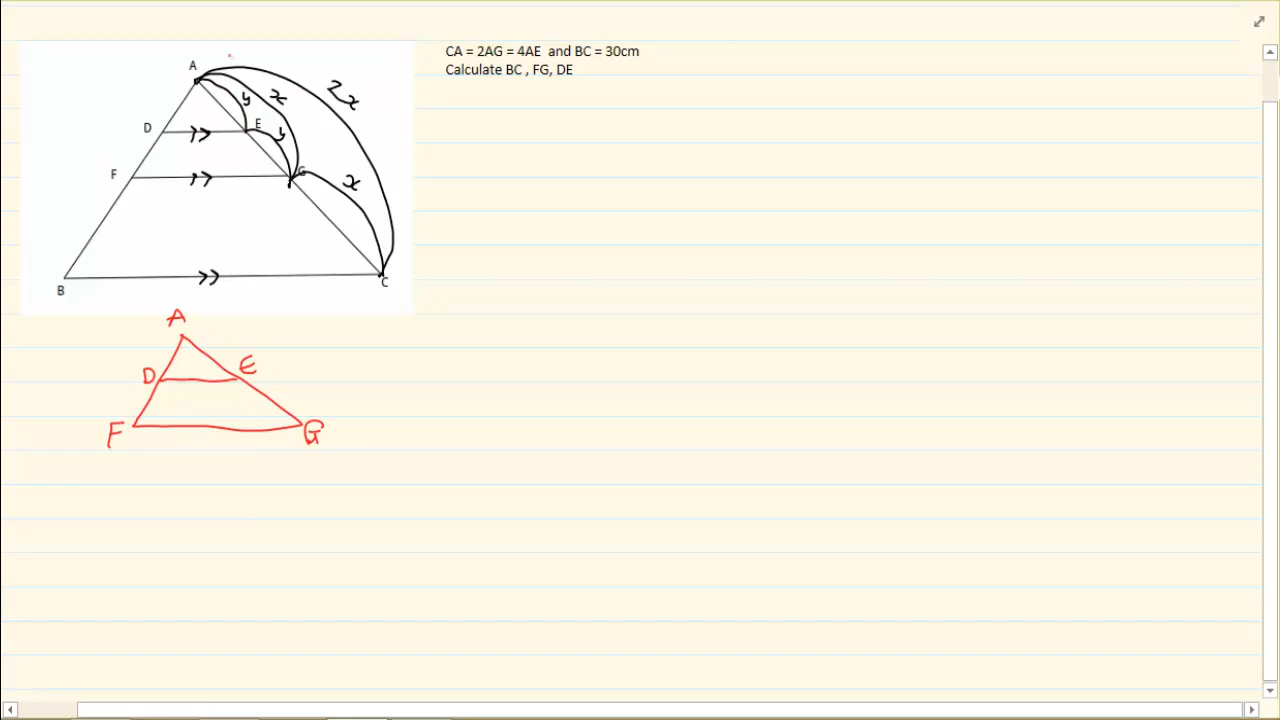 CA = 2AG = 4AE and BC = 30cm
Calculate BC , FG, DE
A
2x
x
y
D
E
y
F
G
x
B
C
A
D
E
F
G